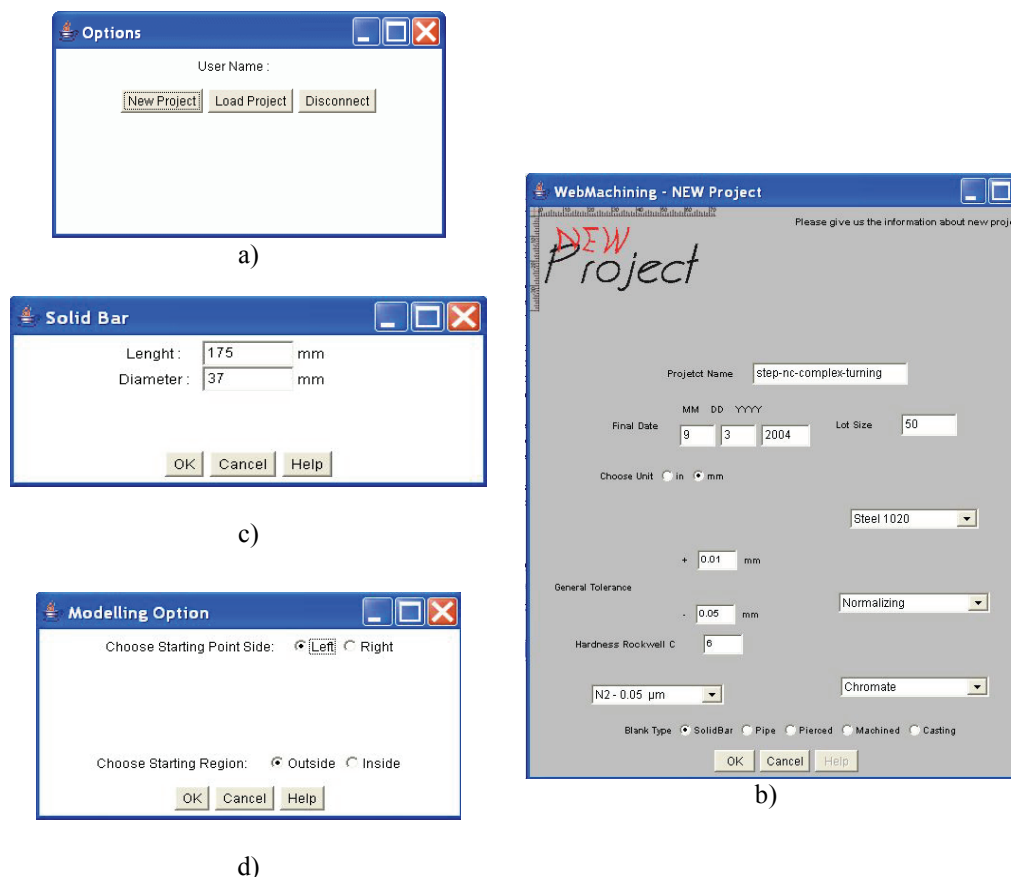 Options
User Name :
New Project Load Project Disconnect
a)
Solid Bar
Lenght : 175 mm
Diameter : 37 mm
OK Cancel Help
c)
Modelling Option
Choose Starting Point Side: Left Right
Choose Starting Region: Outside Inside
OK Cancel Help
d)
WebMachining - NEW Project
Please give us the information about new proj
NEW
Project
Projetct Name step-nc-complex-turning
MM DD YYYY
Final Date 9 3 2004 Lot Size 50
Choose Unit in mm
Steel 1020
+ 0.01 mm
General Tolerance
Normalizing
- 0.05 mm
Hardness Rockwell C 6
N2 - 0.05 µm
Chromate
Blank Type SolidBar Pipe Pierced Machined Casting
OK Cancel Help
b)